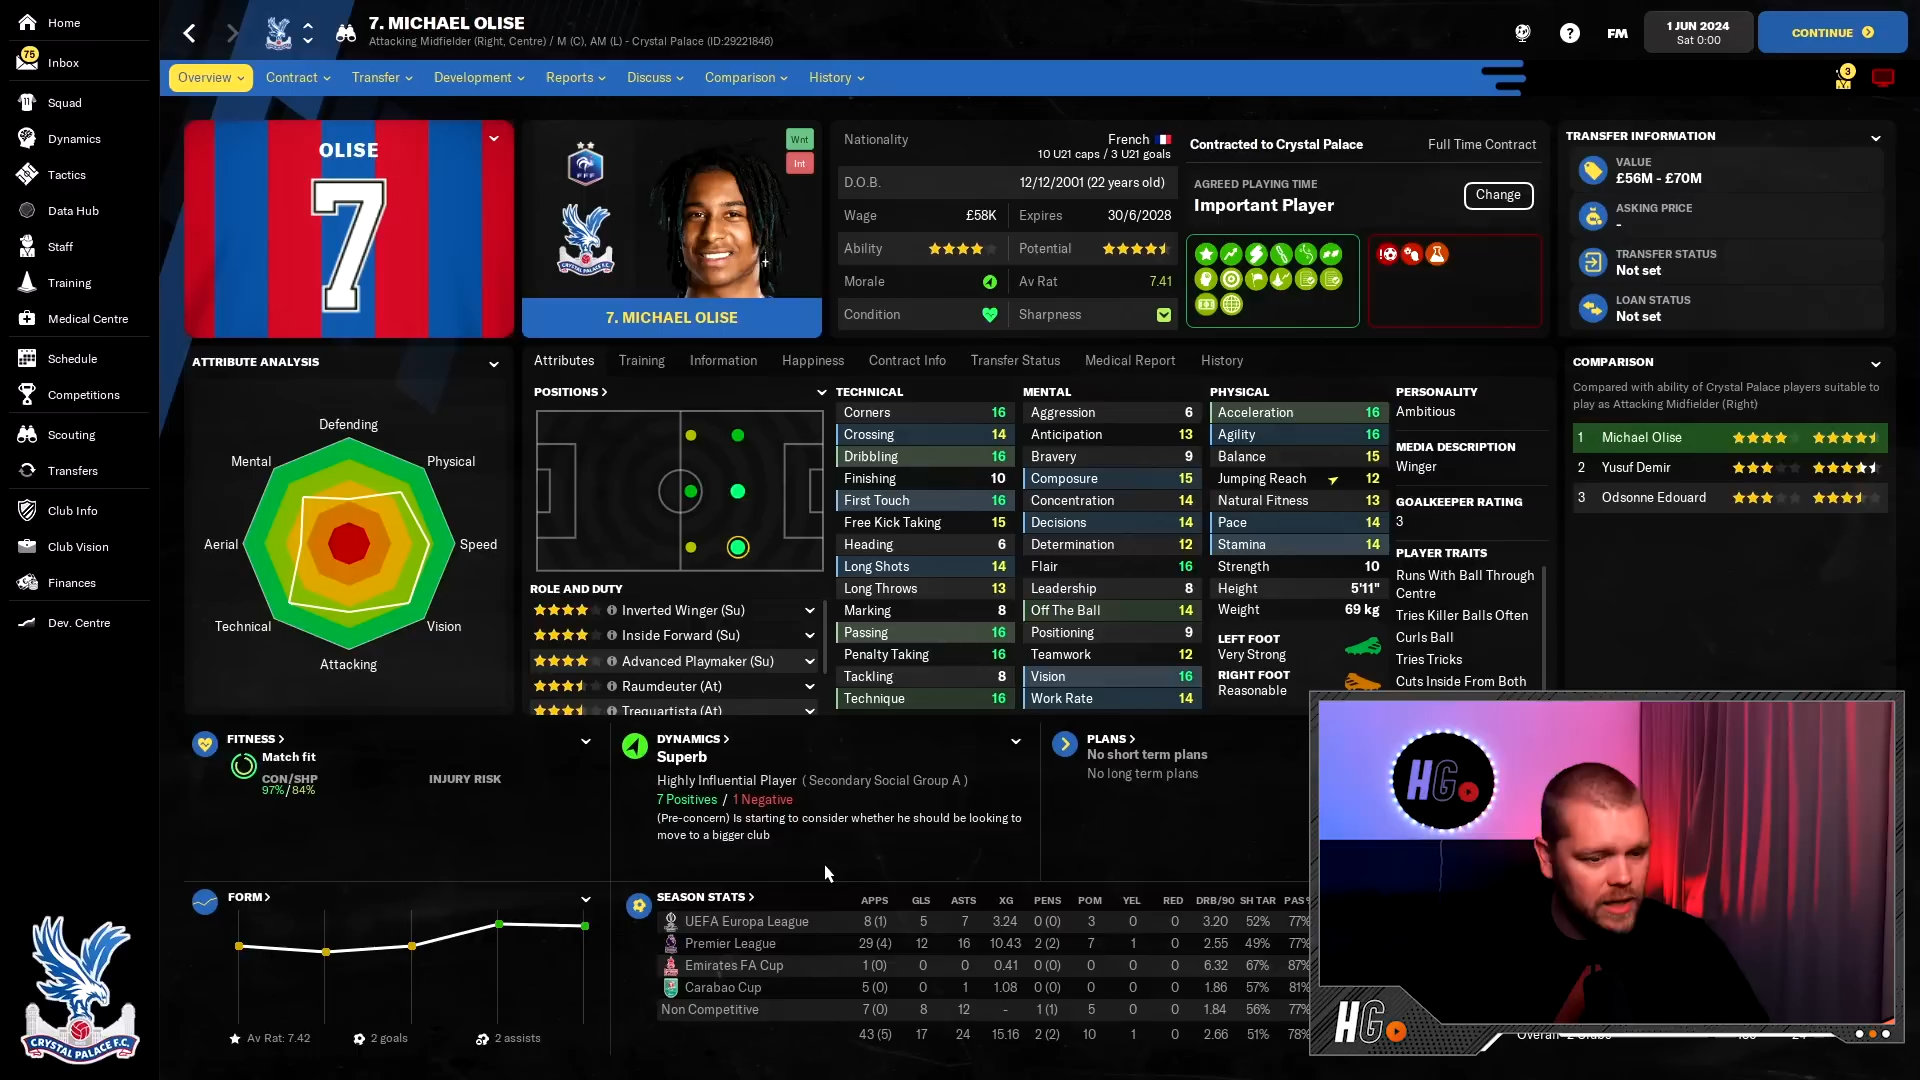 Home
75
Inbox
Squad
Dynamics
Tactics
Data Hub
Staff
Training
Medical Centre
Schedule
Competitions
Scouting
Transfers
Club Info
Club Vision
Finances
Dev. Centre
CRYSTAL PALACE F.C.
7. MICHAEL OLISE
Attacking Midfielder (Right, Centre) / M (C), AM (L) - Crystal Palace (ID:29221846)
?
FM
1 JUN 2024
Sat 0:00
CONTINUE
Overview
Contract
Transfer
Development
Reports
Discuss
Comparison
History
3
OLISE
7
FFF
CRYSTAL PALACE F.C.
Wnt
Int
7. MICHAEL OLISE
Nationality French
10 U21 caps / 3 U21 goals
D.O.B. 12/12/2001 (22 years old)
Wage £58K Expires 30/6/2028
Ability Potential
Morale Av Rat 7.41
Condition Sharpness
Contracted to Crystal Palace Full Time Contract
AGREED PLAYING TIME
Important Player
Change
TRANSFER INFORMATION
VALUE
£56M - £70M
ASKING PRICE
-
TRANSFER STATUS
Not set
LOAN STATUS
Not set
ATTRIBUTE ANALYSIS
Defending
Mental Physical
Aerial Speed
Technical Vision
Attacking
Attributes Training Information Happiness Contract Info Transfer Status Medical Report History
POSITIONS >
ROLE AND DUTY
Inverted Winger (Su)
Inside Forward (Su)
Advanced Playmaker (Su)
Raumdeuter (At)
Trequartista (At)
TECHNICAL
Corners 16
Crossing 14
Dribbling 16
Finishing 10
First Touch 16
Free Kick Taking 15
Heading 6
Long Shots 14
Long Throws 13
Marking 8
Passing 16
Penalty Taking 16
Tackling 8
Technique 16
MENTAL
Aggression 6
Anticipation 13
Bravery 9
Composure 15
Concentration 14
Decisions 14
Determination 12
Flair 16
Leadership 8
Off The Ball 14
Positioning 9
Teamwork 12
Vision 16
Work Rate 14
PHYSICAL
Acceleration 16
Agility 16
Balance 15
Jumping Reach 12
Natural Fitness 13
Pace 14
Stamina 14
Strength 10
Height 5'11"
Weight 69 kg
LEFT FOOT
Very Strong
RIGHT FOOT
Reasonable
PERSONALITY
Ambitious
MEDIA DESCRIPTION
Winger
GOALKEEPER RATING
3
PLAYER TRAITS
Runs With Ball Through
Centre
Tries Killer Balls Often
Curls Ball
Tries Tricks
Cuts Inside From Both
COMPARISON
Compared with ability of Crystal Palace players suitable to
play as Attacking Midfielder (Right)
1 Michael Olise
2 Yusuf Demir
3 Odsonne Edouard
FITNESS >
Match fit
CON/SHP
97%/84%
INJURY RISK
DYNAMICS >
Superb
Highly Influential Player ( Secondary Social Group A )
7 Positives / 1 Negative
(Pre-concern) Is starting to consider whether he should be looking to
move to a bigger club
PLANS >
No short term plans
No long term plans
FORM >
Av Rat: 7.42 2 goals 2 assists
SEASON STATS > APPS GLS ASTS XG PENS POM YEL RED DRB/90 SH TAR PAS
UEFA Europa League 8 (1) 5 7 3.24 0 (0) 3 0 0 3.20 52% 77%
Premier League 29 (4) 12 16 10.43 2 (2) 7 1 0 2.55 49% 77%
Emirates FA Cup 1 (0) 0 0 0.41 0 (0) 0 0 0 6.32 67% 87%
Carabao Cup 5 (0) 0 1 1.08 0 (0) 0 0 0 1.86 57% 81%
Non Competitive 7 (0) 8 12 - 1 (1) 5 0 0 1.84 56% 77%
43 (5) 17 24 15.16 2 (2) 10 1 0 2.66 51% 78%
HG
HG